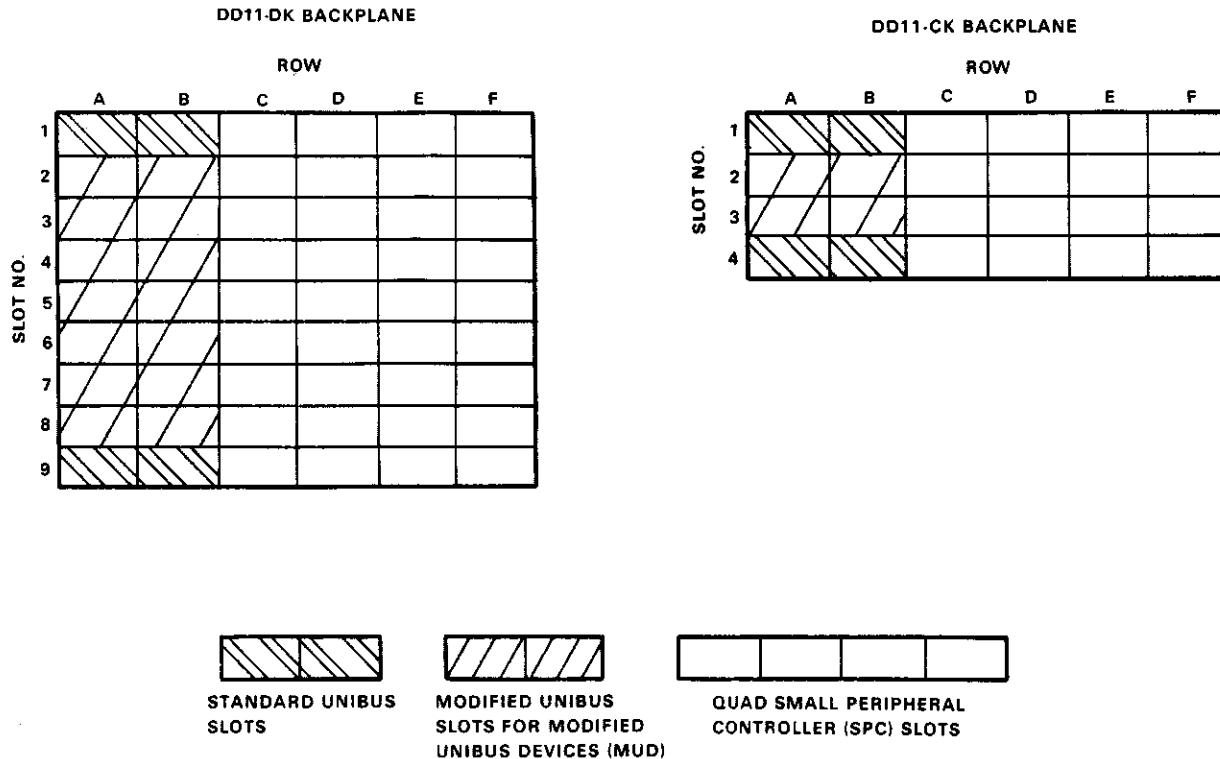 DD11-DK BACKPLANE
ROW
A B C D E F
SLOT NO.
1
2
3
4
5
6
7
8
9
DD11-CK BACKPLANE
ROW
A B C D E F
SLOT NO.
1
2
3
4
STANDARD UNIBUS
SLOTS
MODIFIED UNIBUS
SLOTS FOR MODIFIED
UNIBUS DEVICES (MUD)
QUAD SMALL PERIPHERAL
CONTROLLER (SPC) SLOTS